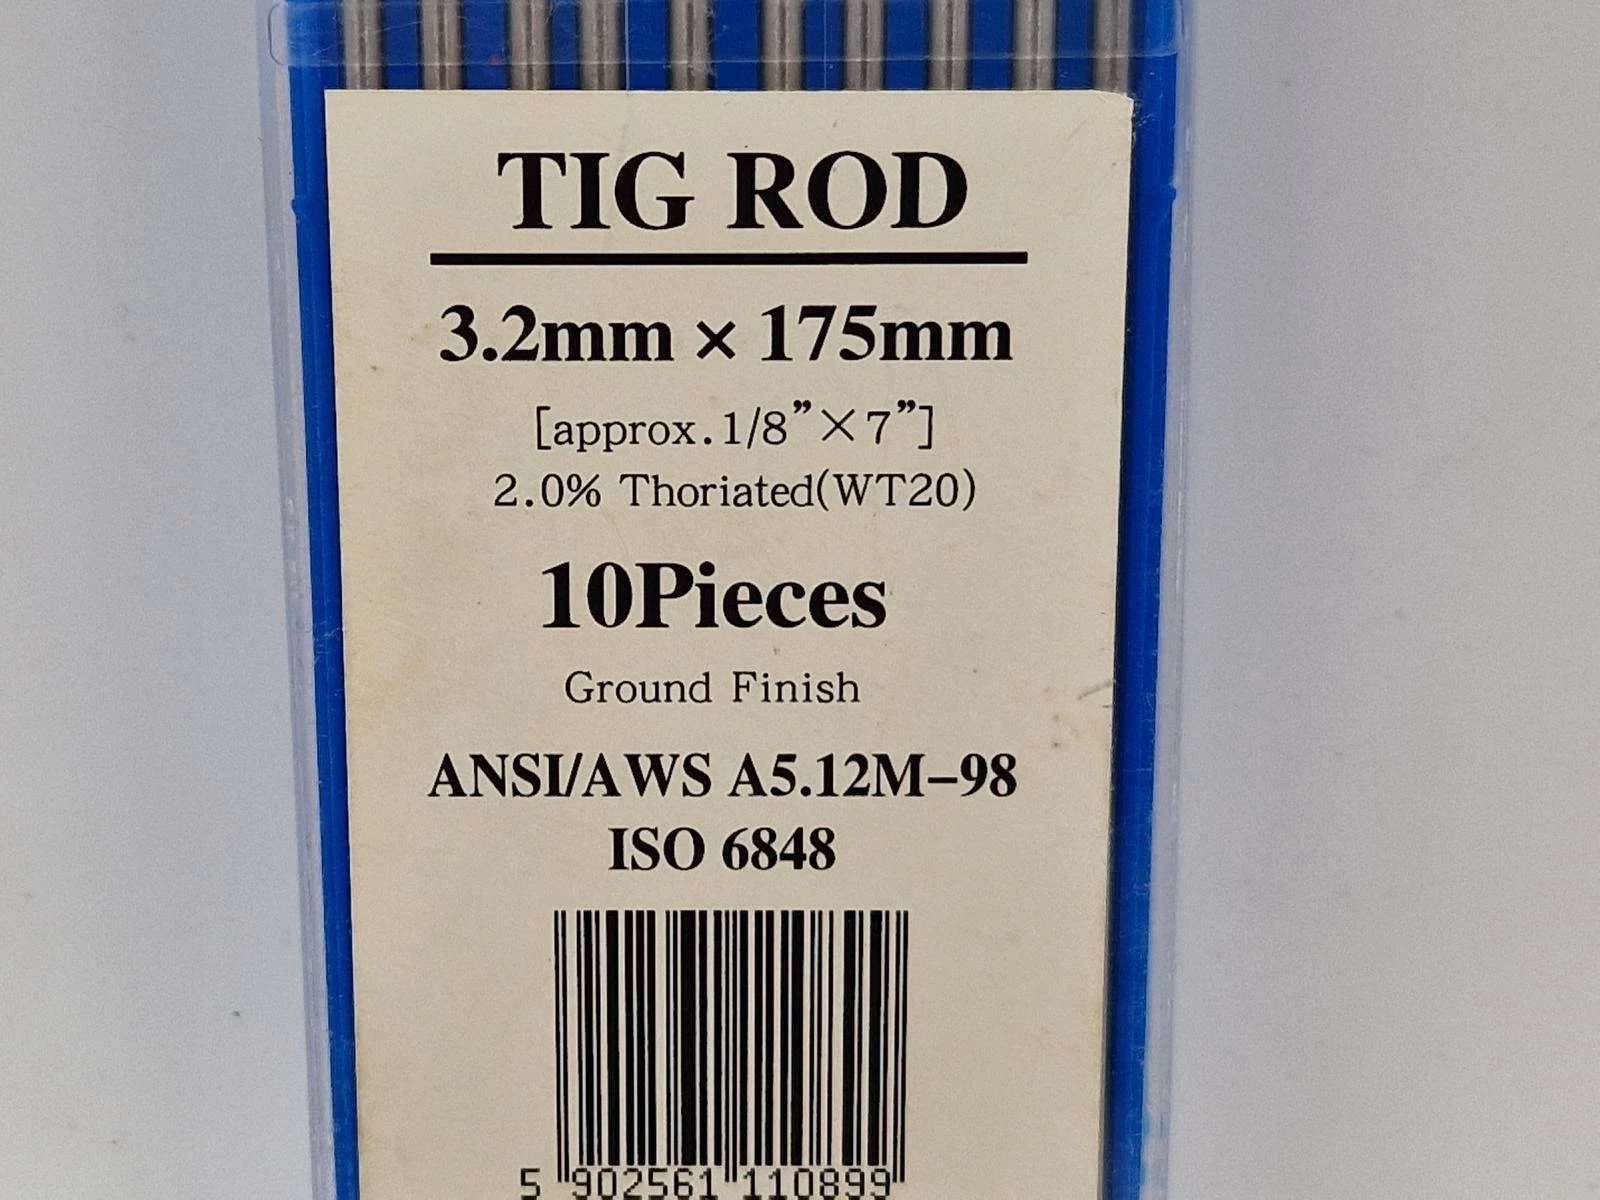 TIG ROD
3.2mm × 175mm
[approx.1/8”×7”]
2.0% Thoriated(WT20)
10Pieces
Ground Finish
ANSI/AWS A5.12M–98
ISO 6848
5 902561 110899